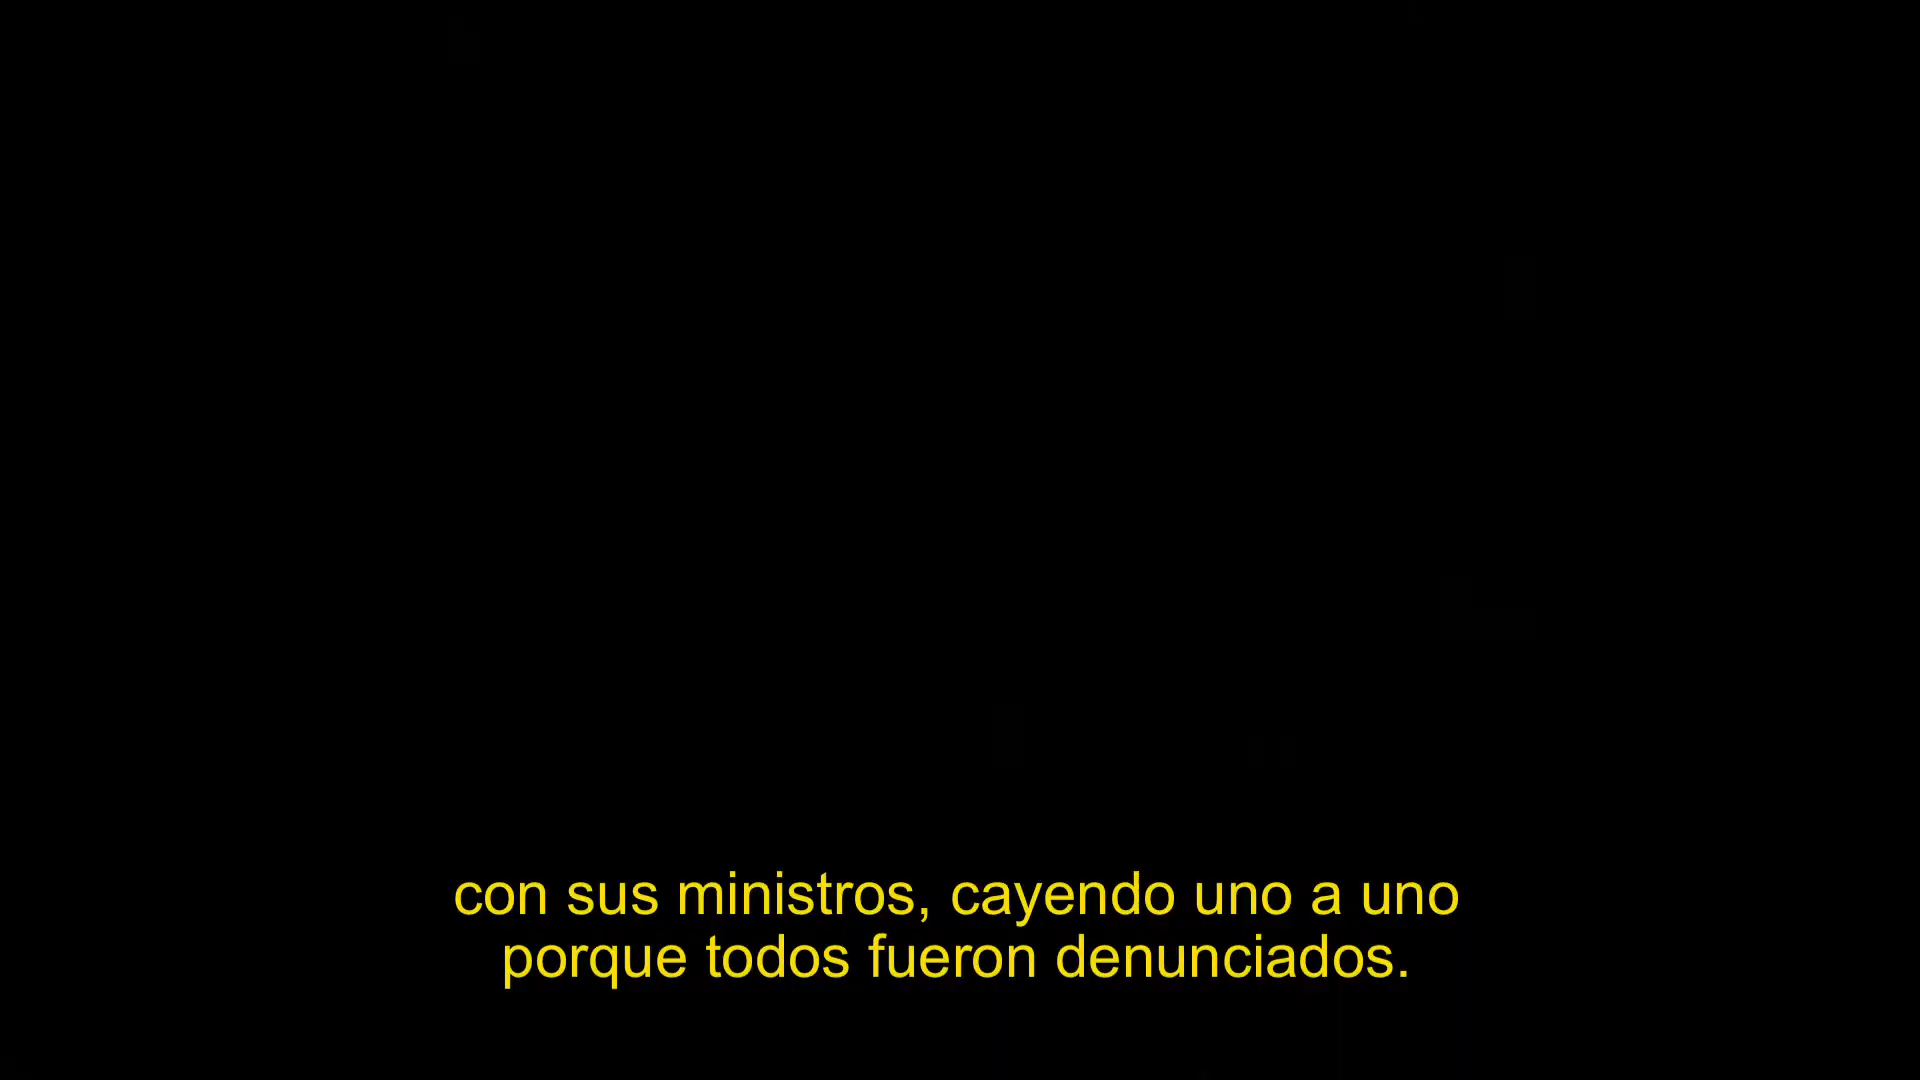 con sus ministros, cayendo uno a uno
porque todos fueron denunciados.